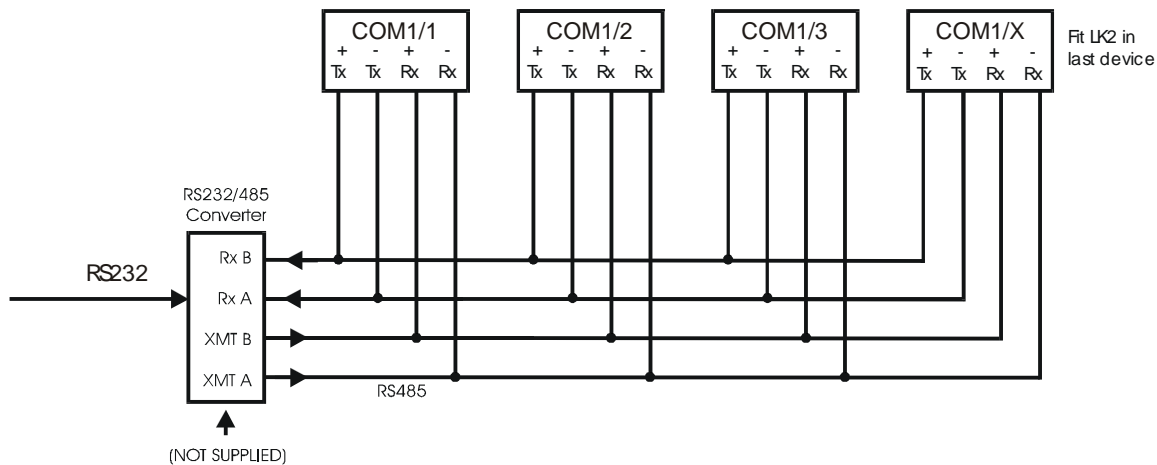 COM1/1
+ - + -
Tx Tx Rx Rx
COM1/2
+ - + -
Tx Tx Rx Rx
COM1/3
+ - + -
Tx Tx Rx Rx
COM1/X
+ - + -
Tx Tx Rx Rx
Fit LK2 in
last device
RS232/485
Converter
Rx B
RS232
Rx A
XMT B
XMT A
RS485
(NOT SUPPLIED)